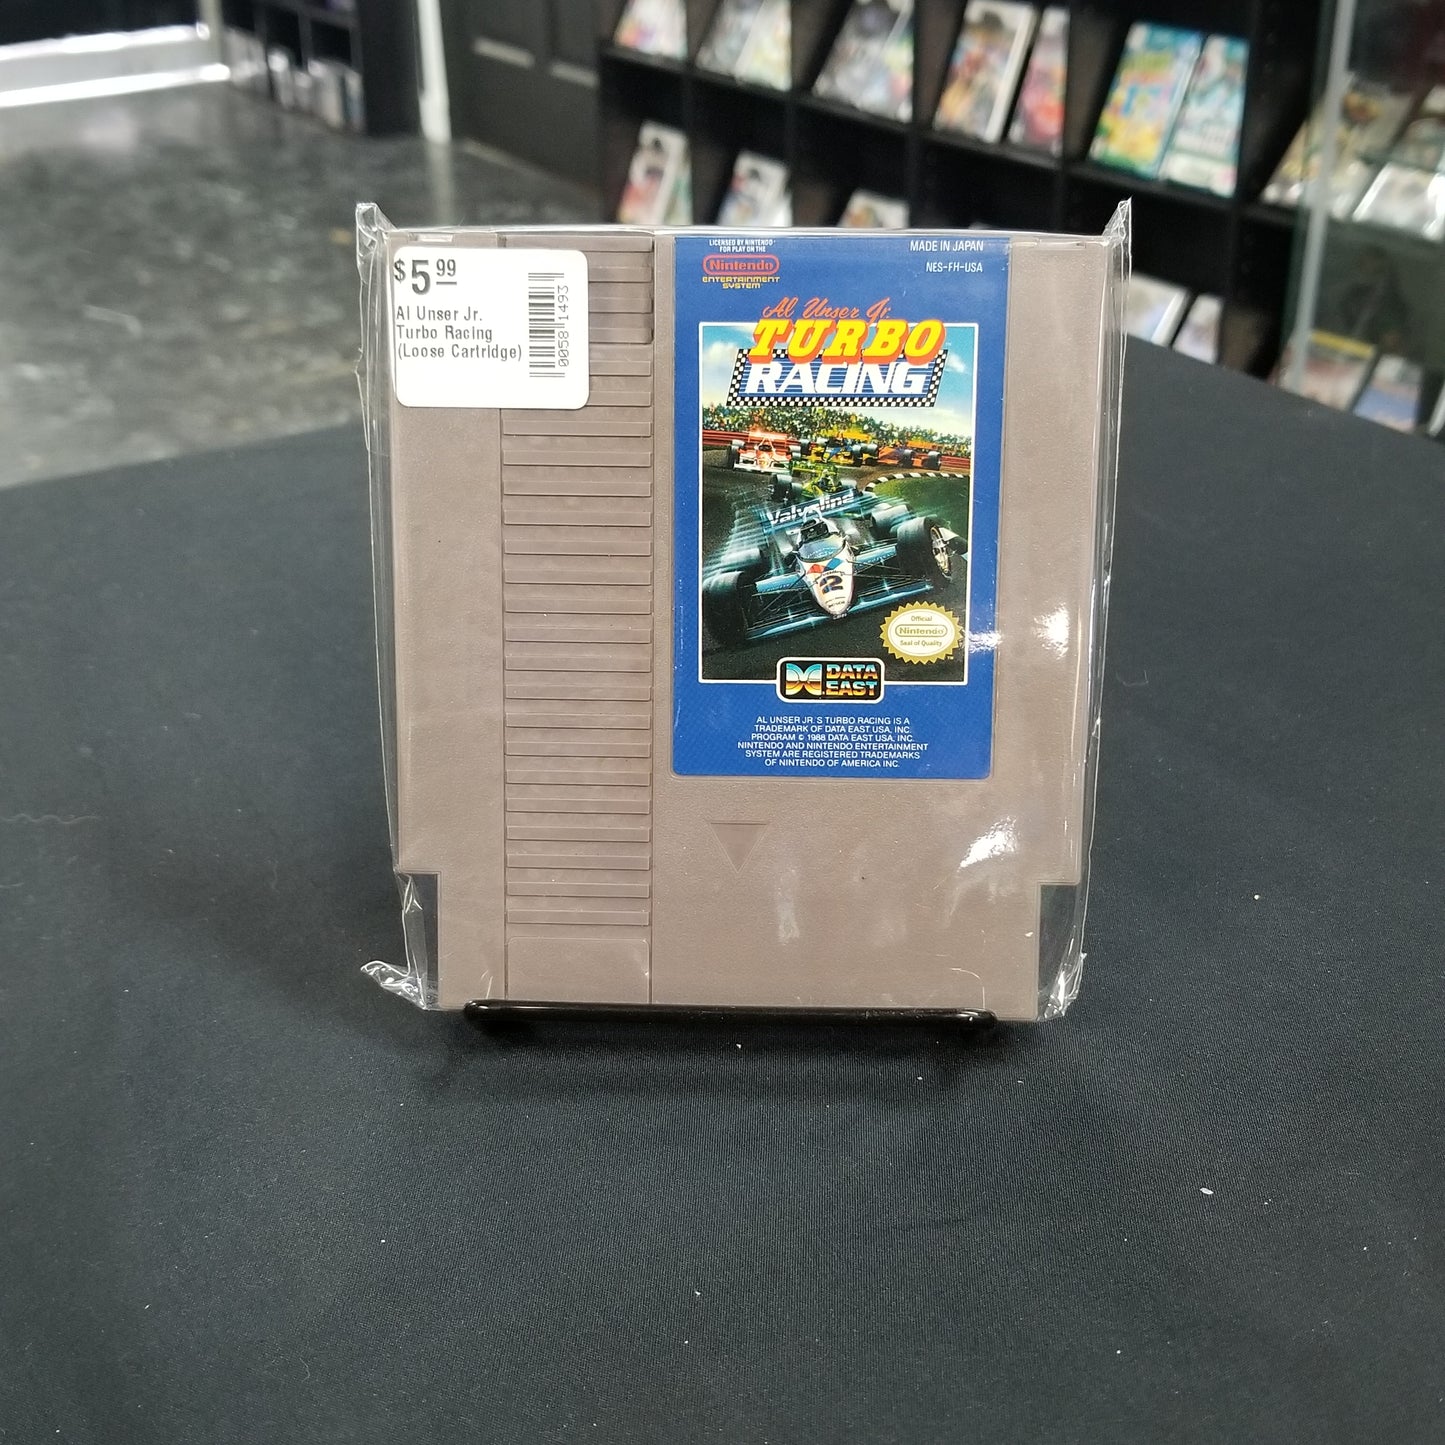 $5.99
Al Unser Jr.
Turbo Racing
(Loose Cartridge)
0058 1493
LICENSED BY NINTENDO
FOR PLAY ON THE
Nintendo
ENTERTAINMENT
SYSTEM
MADE IN JAPAN
NES-FH-USA
Al Unser Jr.
TURBO
RACING
Valvoline
2
Official
Nintendo
Seal of Quality
DATA
EAST
AL UNSER JR.S TURBO RACING IS A
TRADEMARK OF DATA EAST USA, INC.
PROGRAM © 1988 DATA EAST USA, INC.
NINTENDO AND NINTENDO ENTERTAINMENT
SYSTEM ARE REGISTERED TRADEMARKS
OF NINTENDO OF AMERICA INC.